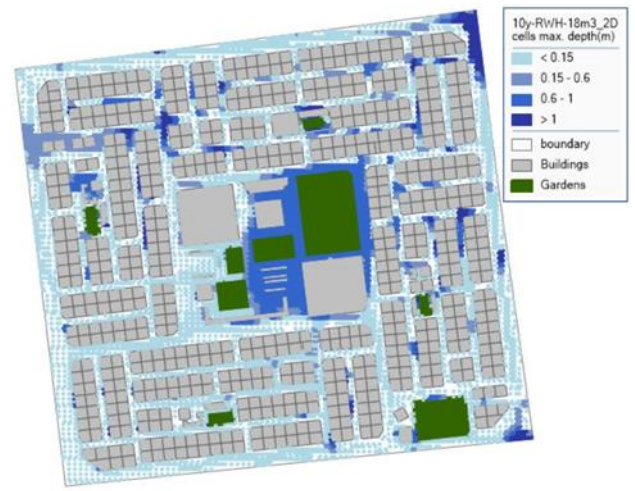 10y-RWH-18m3_2D
cells max. depth(m)
< 0.15
0.15 - 0.6
0.6 - 1
> 1
boundary
Buildings
Gardens